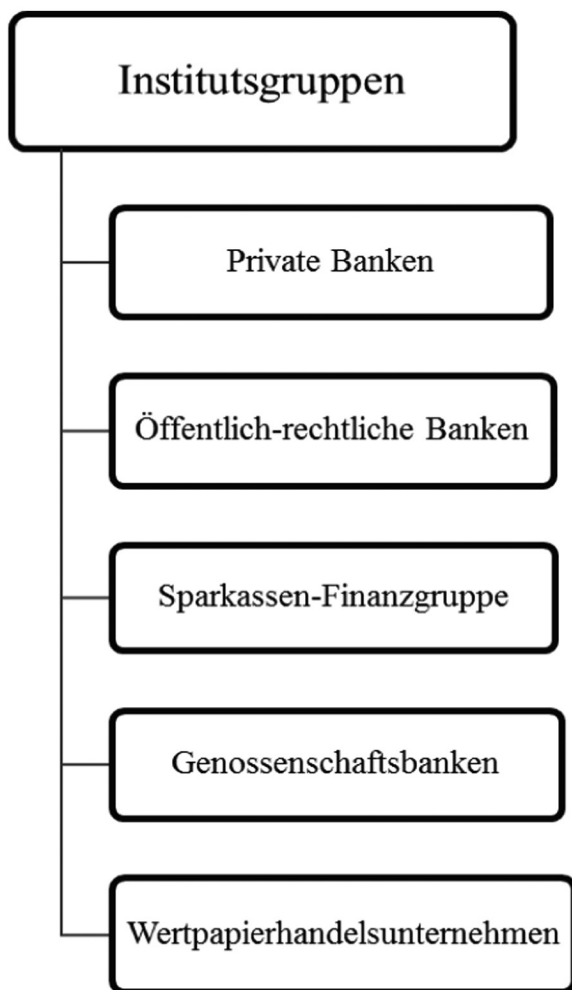 Institutsgruppen
Private Banken
Öffentlich-rechtliche Banken
Sparkassen-Finanzgruppe
Genossenschaftsbanken
Wertpapierhandelsunternehmen